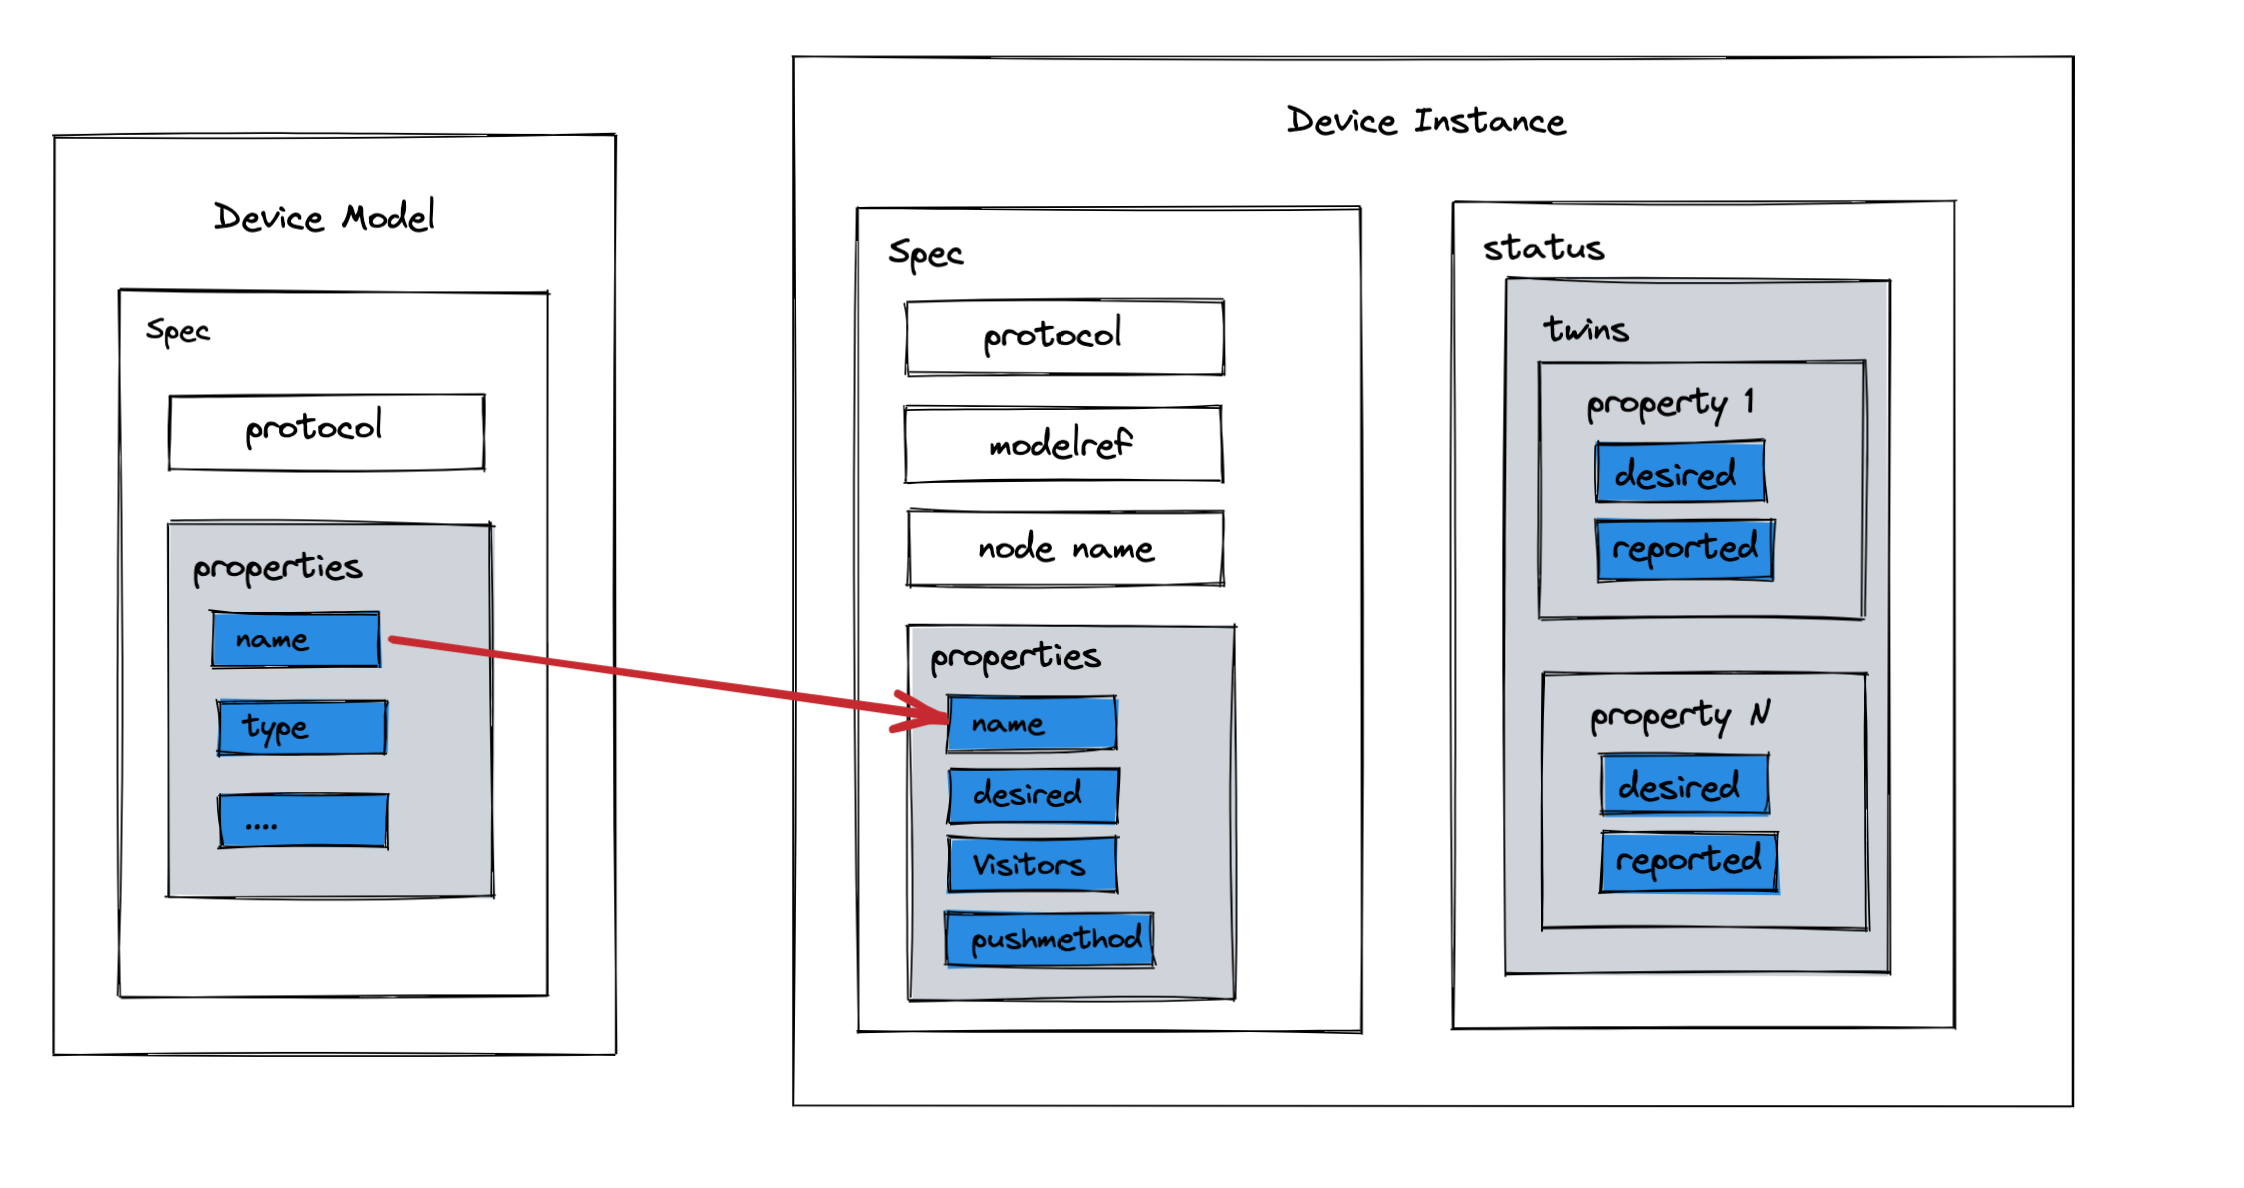 Device Model
Spec
protocol
properties
name
type
....
Device Instance
Spec
protocol
modelref
node name
properties
name
desired
Visitors
pushmethod
status
twins
property 1
desired
reported
property N
desired
reported